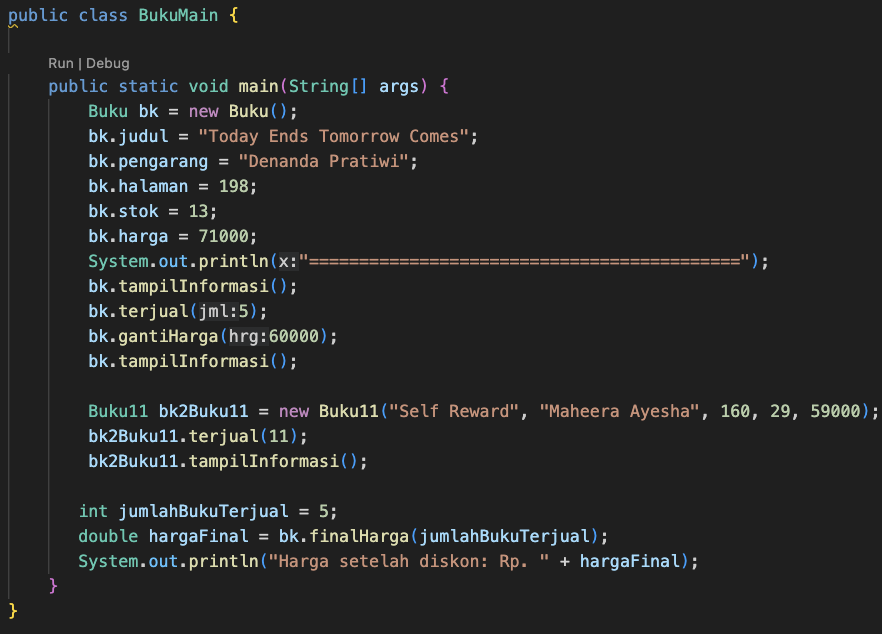 public class BukuMain {
Run | Debug
public static void main(String[] args) {
Buku bk = new Buku();
bk.judul = "Today Ends Tomorrow Comes";
bk.pengarang = "Denanda Pratiwi";
bk.halaman = 198;
bk.stok = 13;
bk.harga = 71000;
System.out.println(x:"===========================================");
bk.tampilInformasi();
bk.terjual(jml:5);
bk.gantiHarga(hrg:60000);
bk.tampilInformasi();
Buku11 bk2Buku11 = new Buku11("Self Reward", "Maheera Ayesha", 160, 29, 59000);
bk2Buku11.terjual(11);
bk2Buku11.tampilInformasi();
int jumlahBukuTerjual = 5;
double hargaFinal = bk.finalHarga(jumlahBukuTerjual);
System.out.println("Harga setelah diskon: Rp. " + hargaFinal);
}
}